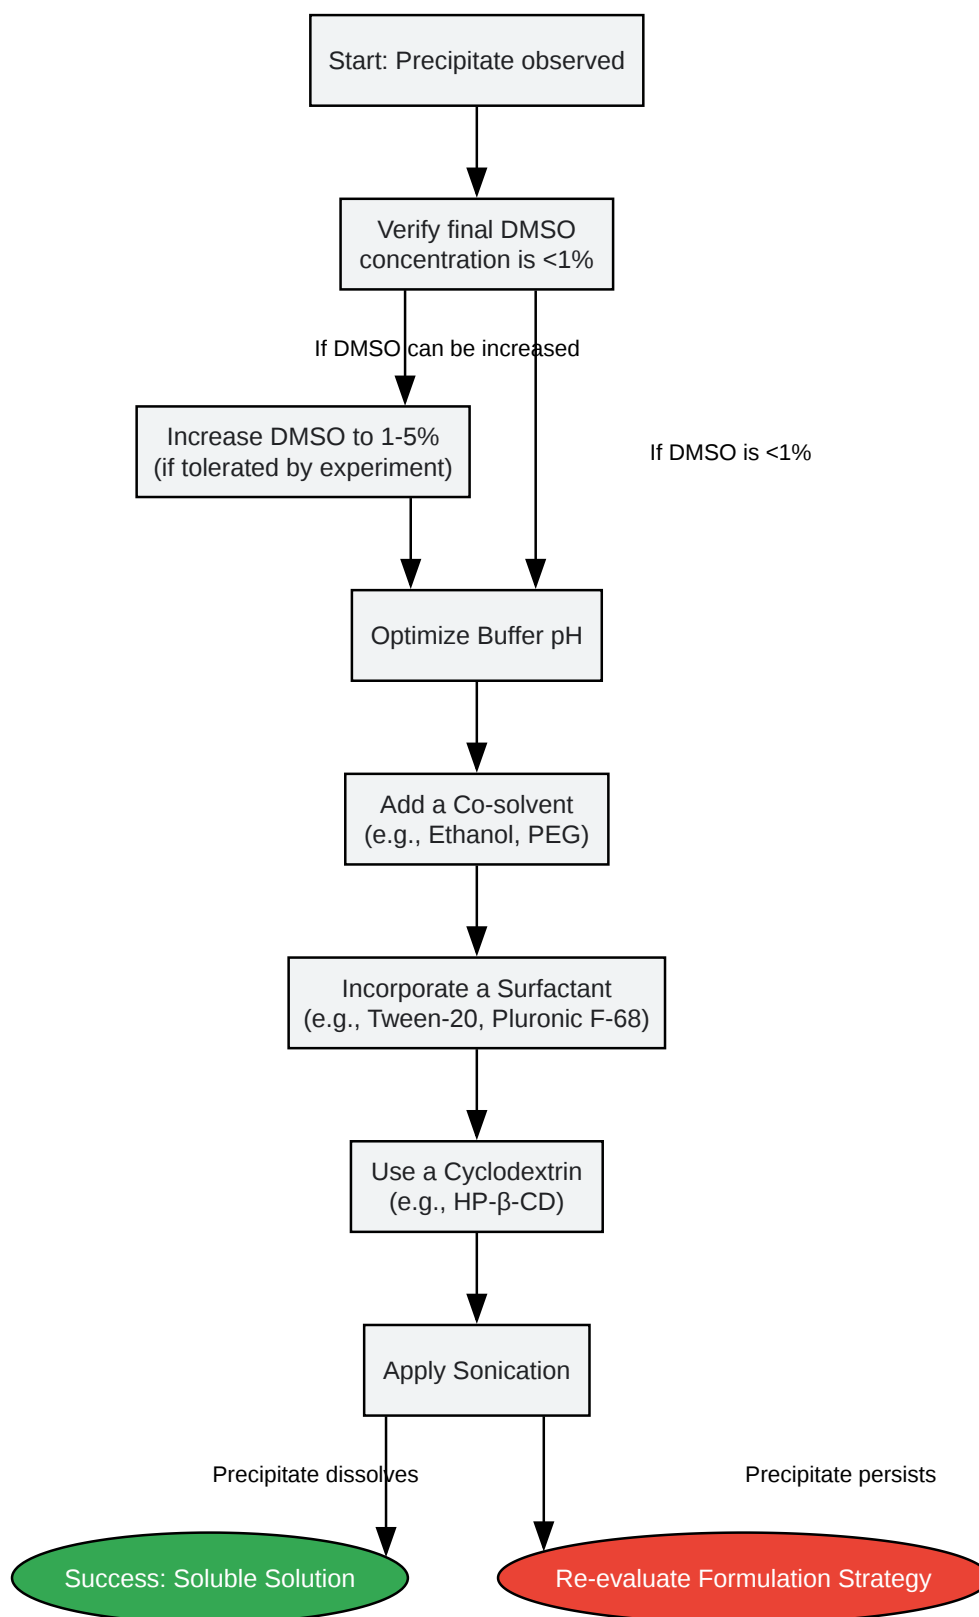 Start: Precipitate observed
Verify final DMSO
concentration is <1%
If DMSO can be increased
Increase DMSO to 1-5%
(if tolerated by experiment)
If DMSO is <1%
Optimize Buffer pH
Add a Co-solvent
(e.g., Ethanol, PEG)
Incorporate a Surfactant
(e.g., Tween-20, Pluronic F-68)
Use a Cyclodextrin
(e.g., HP-β-CD)
Apply Sonication
Precipitate dissolves
Precipitate persists
Success: Soluble Solution
Re-evaluate Formulation Strategy